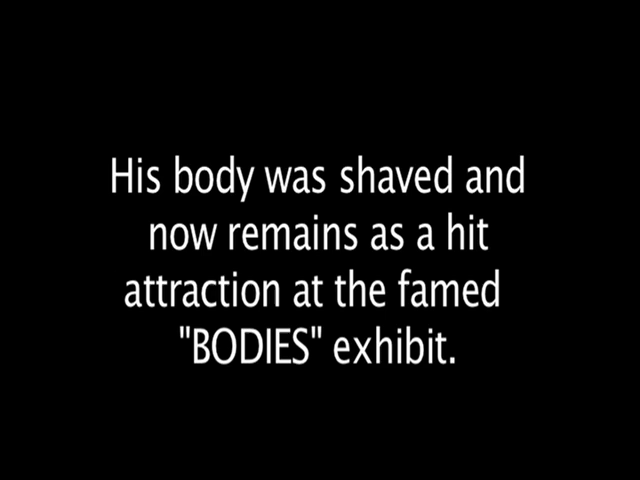 His body was shaved and
now remains as a hit
attraction at the famed
"BODIES" exhibit.